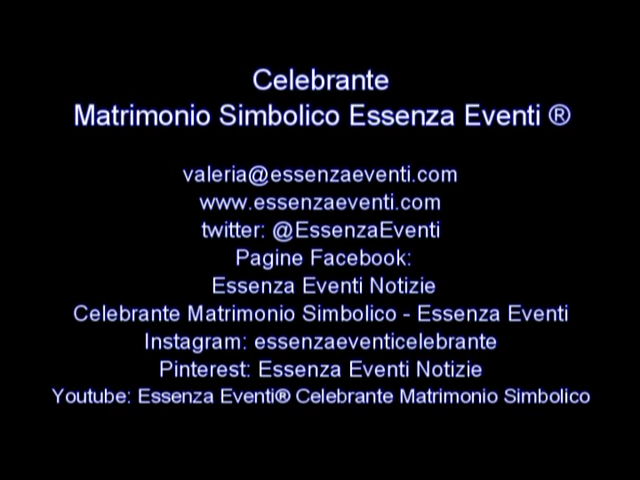 Celebrante
Matrimonio Simbolico Essenza Eventi ®
valeria@essenzaeventi.com
www.essenzaeventi.com
twitter: @EssenzaEventi
Pagine Facebook:
Essenza Eventi Notizie
Celebrante Matrimonio Simbolico - Essenza Eventi
Instagram: essenzaeventicelebrante
Pinterest: Essenza Eventi Notizie
Youtube: Essenza Eventi® Celebrante Matrimonio Simbolico